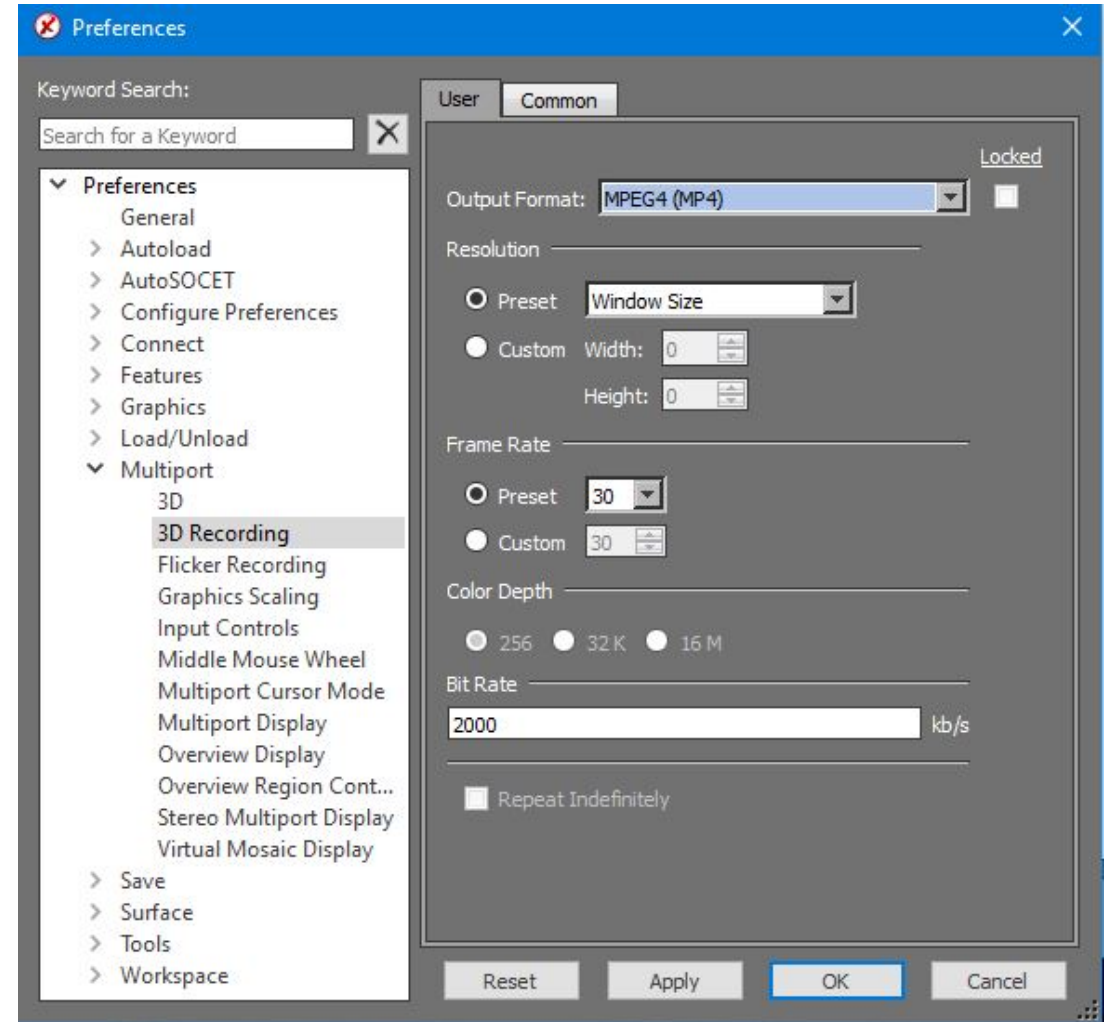 Preferences
Keyword Search:
Search for a Keyword
Preferences
General
Autoload
AutoSOCET
Configure Preferences
Connect
Features
Graphics
Load/Unload
Multiport
3D
3D Recording
Flicker Recording
Graphics Scaling
Input Controls
Middle Mouse Wheel
Multiport Cursor Mode
Multiport Display
Overview Display
Overview Region Cont...
Stereo Multiport Display
Virtual Mosaic Display
Save
Surface
Tools
Workspace
User Common
Locked
Output Format: MPEG4 (MP4)
Resolution
Preset Window Size
Custom Width: 0
Height: 0
Frame Rate
Preset 30
Custom 30
Color Depth
256 32 K 16 M
Bit Rate
2000 kb/s
Repeat Indefinitely
Reset Apply OK Cancel